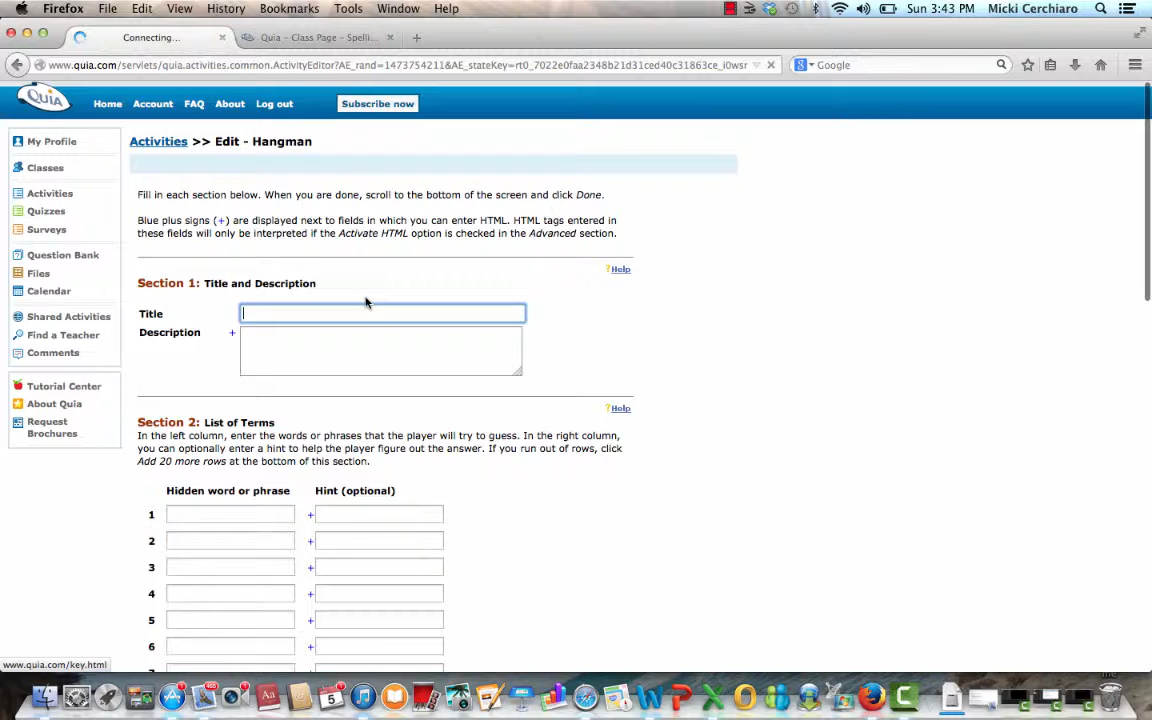 Firefox File Edit View History Bookmarks Tools Window Help Sun 3:43 PM Micki Cerchiaro
Connecting... Quia – Class Page – Spelli...
www.quia.com/servlets/quia.activities.common.ActivityEditor?AE_rand=1473754211&AE_stateKey=rt0_7022e0faa2348b21d31ced40c31863ce_i0wsr Google
Quia Home Account FAQ About Log out Subscribe now
My Profile
Classes
Activities
Quizzes
Surveys
Question Bank
Files
Calendar
Shared Activities
Find a Teacher
Comments
Tutorial Center
About Quia
Request
Brochures
Activities >> Edit - Hangman
Fill in each section below. When you are done, scroll to the bottom of the screen and click Done.
Blue plus signs (+) are displayed next to fields in which you can enter HTML. HTML tags entered in
these fields will only be interpreted if the Activate HTML option is checked in the Advanced section.
?Help
Section 1: Title and Description
Title
Description +
?Help
Section 2: List of Terms
In the left column, enter the words or phrases that the player will try to guess. In the right column,
you can optionally enter a hint to help the player figure out the answer. If you run out of rows, click
Add 20 more rows at the bottom of this section.
Hidden word or phrase Hint (optional)
1 +
2 +
3 +
4 +
5 +
6 +
www.quia.com/key.html